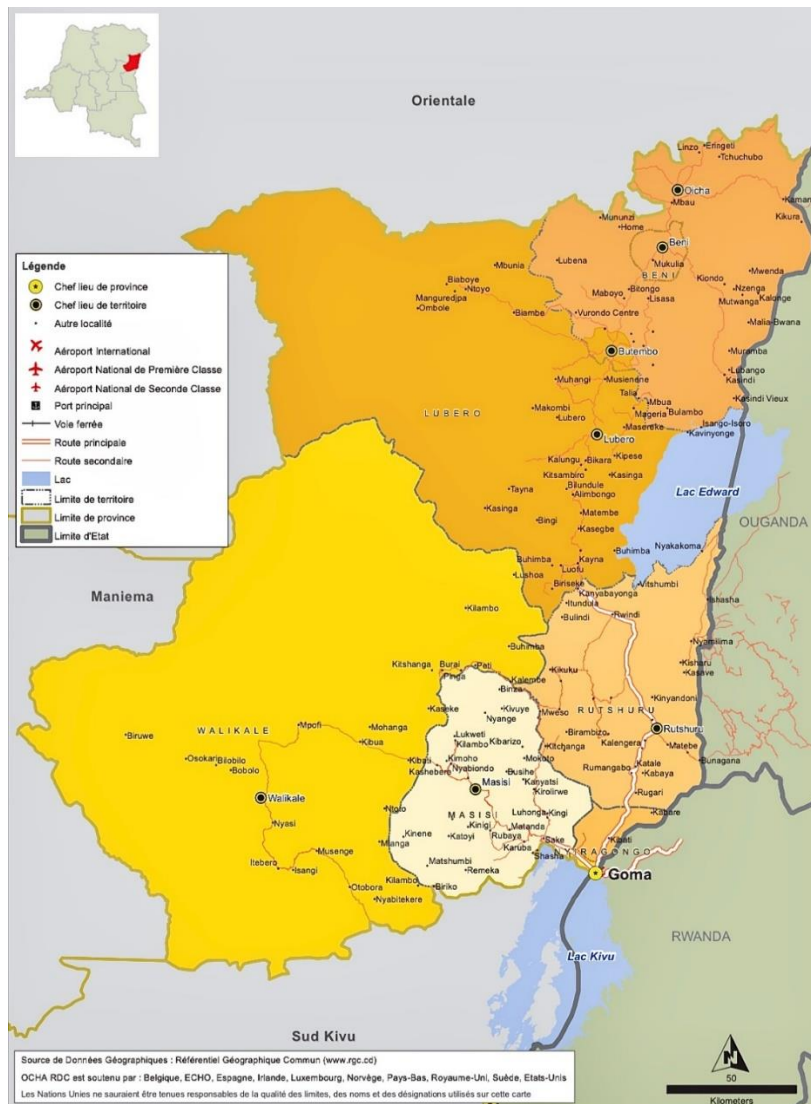 Orientale
Linzo
Eringeti
Tchuchubo
Oicha
Mbau
Kaman
Kikura
Mununzi
Home
Beni
Lubena
Mukulia
BENI
Mbunia
Biaboye
Ntoyo
Manguredjpa
Ombole
Biambe
Kiondo
Mwenda
Maboyo
Bitongo
Lisasa
Nzenga
Mutwanga
Kalonge
Vurondo Centre
Malia-Bwana
Butembo
Muramba
Lubango
Kasindi
Muhangi
Musienene
Talia
Mbua
Kasindi Vieux
LUBERO
Makombi
Lubero
Mageria
Bulambo
Masereke
Isango-Isoro
Kavinyonge
Lubero
Kalungu
Bikara
Kipese
Kitsambiro
Kasinga
Bilundule
Alimbongo
Tayna
Kasinga
Matembe
Bingi
Kasegbe
Lac Edward
OUGANDA
Nyakakoma
Buhimba
Luofu
Kayna
Buhimba
Lushoa
Biriseke
Kanyabayonga
Vitshumbi
Légende
Chef lieu de province
Chef lieu de territoire
Autre localité
Aéroport International
Aéroport National de Première Classe
Aéroport National de Seconde Classe
Port principal
Voie ferrée
Route principale
Route secondaire
Lac
Limite de territoire
Limite de province
Limite d'Etat
Maniema
Kilambo
Itundula
Bulindi
Rwindi
Ishasha
Nyamilima
Kisharu
Kasave
Buhimba
Kitshanga
Burai
Pinga
Peti
Kalembe
Kikuku
Binza
Kinyandoni
RUTSHURU
WALIKALE
Biruwe
Mpofi
Mohanga
Kibua
Kaseke
Kivuye
Nyange
Mweso
Lukweti
Kilambo
Kibarizo
Birambizo
Rutshuru
Kitchanga
Kalengera
Matebe
Bunagana
Osokari
Bilobilo
Bobolo
Kibati
Kashebere
Kimoho
Nyabiondo
Mokoto
Busihe
Rumangabo
Katale
Kabaya
Walikale
Masisi
Kanyatsi
Kirolirwe
Rugari
Ntoto
MASISI
Luhonga
Kingi
Kabare
Nyasi
Kinene
Kinigi
Katoyi
Matanda
Rubaya
Sake
Kibati
Musenge
Manga
Karuba
Shasha
Itebero
Isangi
Matshumbi
Remeka
Goma
Otobora
Kilambo
Biriko
Nyabitekere
RWANDA
Lac Kivu
Sud Kivu
Source de Données Géographiques : Référentiel Géographique Commun (www.rgc.cd)
OCHA RDC est soutenu par : Belgique, ECHO, Espagne, Irlande, Luxembourg, Norvège, Pays-Bas, Royaume-Uni, Suède, Etats-Unis
Les Nations Unies ne sauraient être tenues responsables de la qualité des limites, des noms et des désignations utilisés sur cette carte
N
50
Kilometers